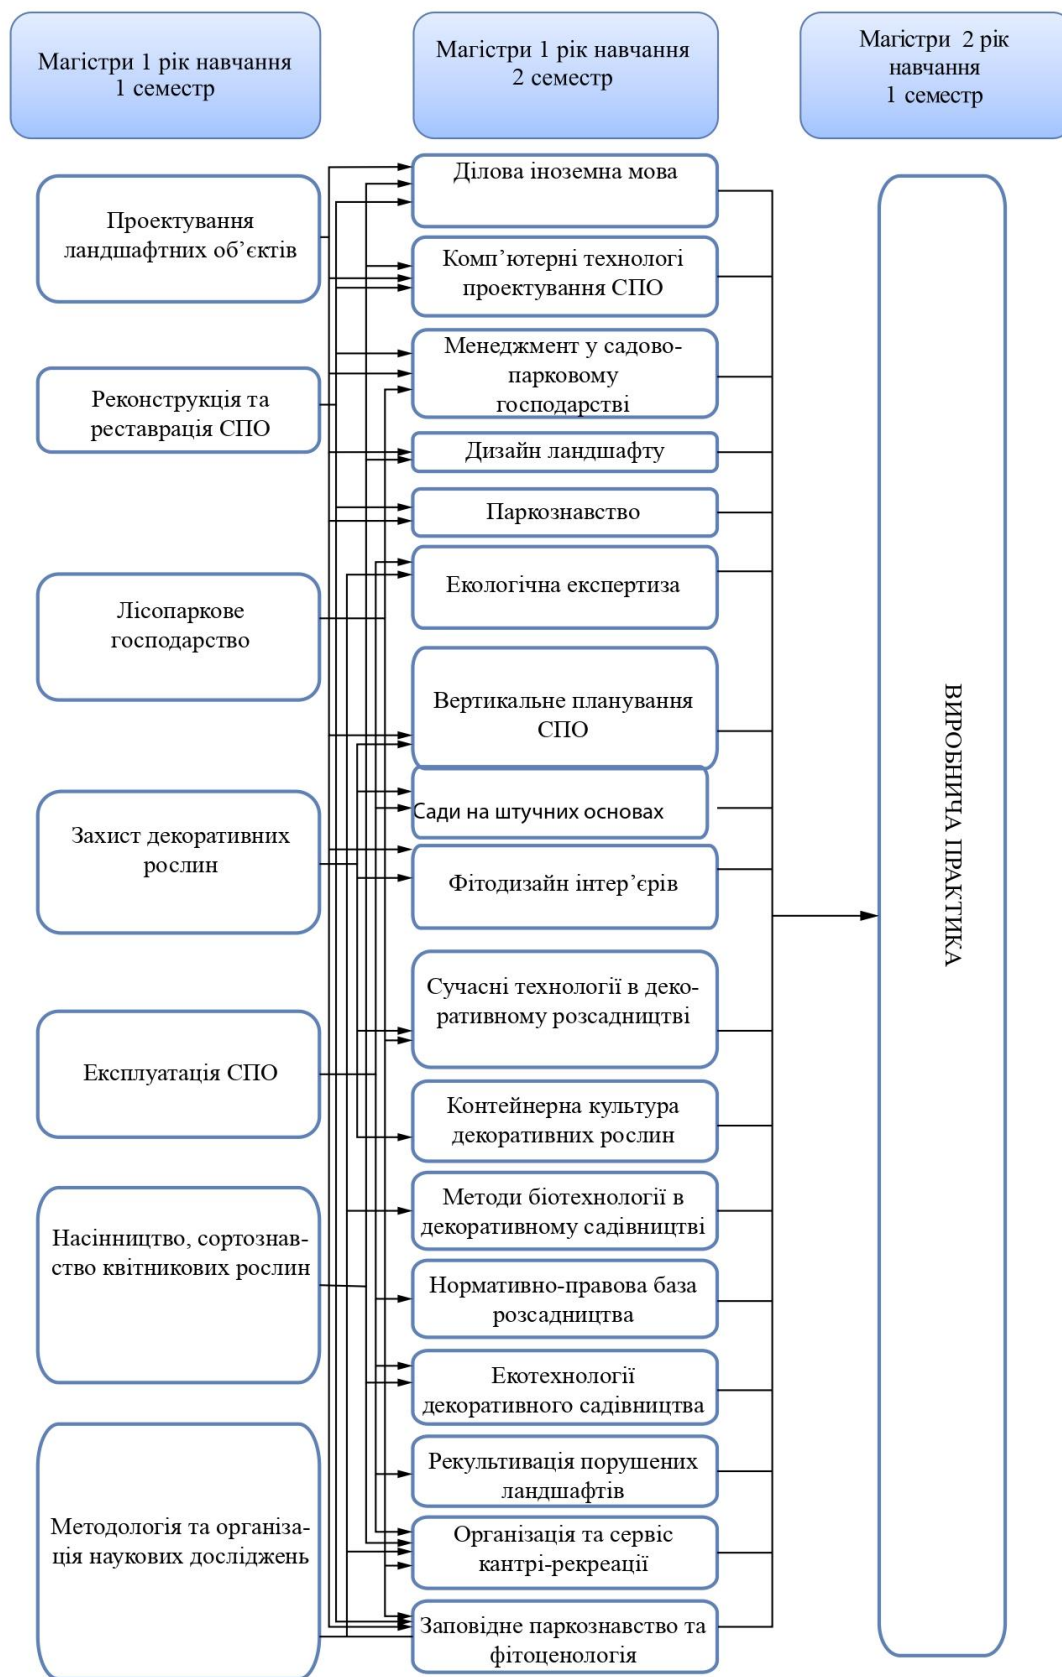 Магістри 1 рік навчання
1 семестр
Магістри 1 рік навчання
2 семестр
Магістри 2 рік
навчання
1 семестр
Проектування
ландшафтних об’єктів
Реконструкція та
реставрація СПО
Лісопаркове
господарство
Захист декоративних
рослин
Експлуатація СПО
Насінництво, сортознав-
ство квітникових рослин
Методологія та організа-
ція наукових досліджень
Ділова іноземна мова
Комп’ютерні технологі
проектування СПО
Менеджмент у садово-
парковому
господарстві
Дизайн ландшафту
Паркознавство
Екологічна експертиза
Вертикальне планування
СПО
Сади на штучних основах
Фітодизайн інтер’єрів
Сучасні технології в деко-
ративному розсадництві
Контейнерна культура
декоративних рослин
Методи біотехнології в
декоративному садівництві
Нормативно-правова база
розсадництва
Екотехнології
декоративного садівництва
Рекультивація порушених
ландшафтів
Організація та сервіс
кантрі-рекреації
Заповідне паркознавство та
фітоценологія
ВИРОБНИЧА ПРАКТИКА